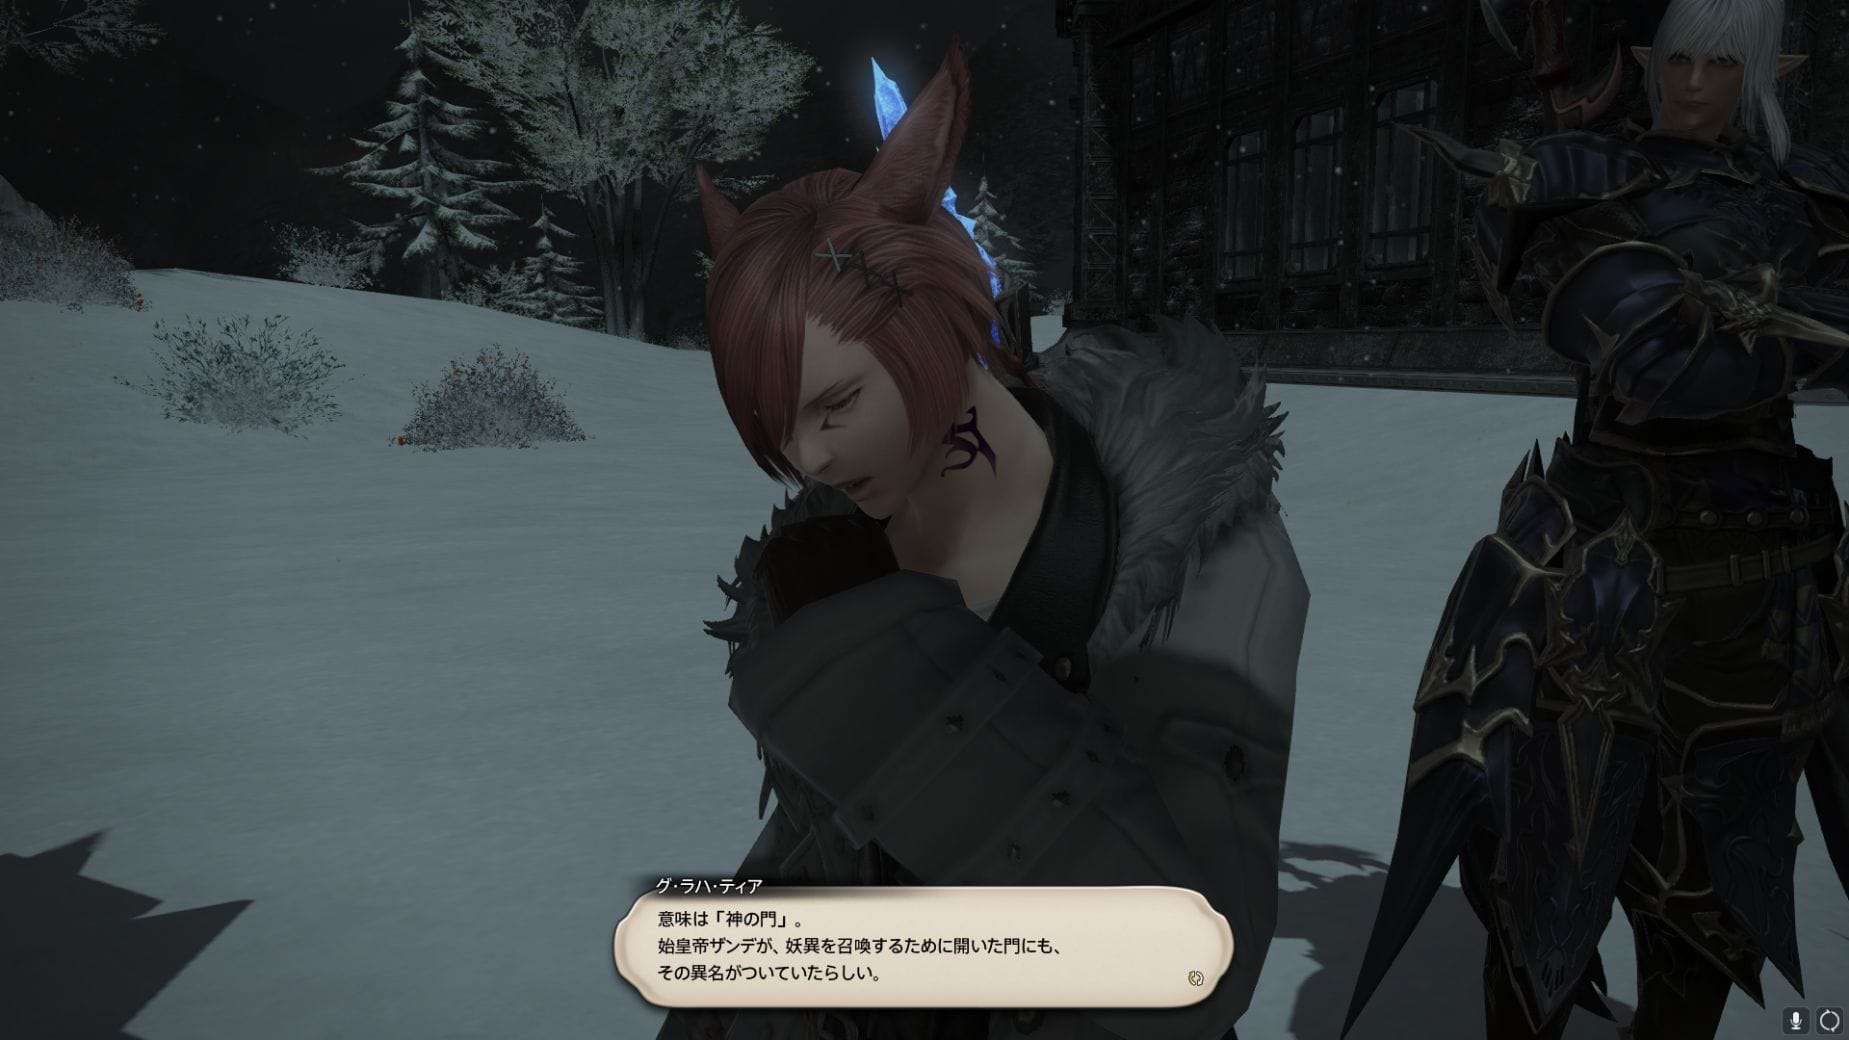 グ・ラハ・ティア
意味は「神の門」。
始皇帝ザンデが、妖異を召喚するために開いた門にも、
その異名がついていたらしい。